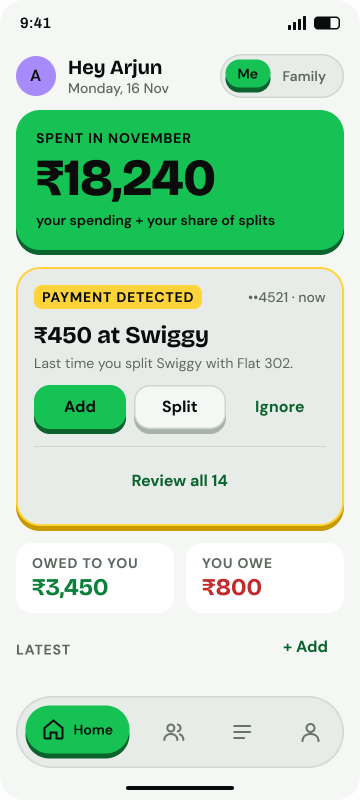 9:41
A
Hey Arjun
Monday, 16 Nov
Me
Family
SPENT IN NOVEMBER
₹18,240
your spending + your share of splits
PAYMENT DETECTED
••4521 · now
₹450 at Swiggy
Last time you split Swiggy with Flat 302.
Add
Split
Ignore
Review all 14
OWED TO YOU
₹3,450
YOU OWE
₹800
LATEST
+ Add
Home